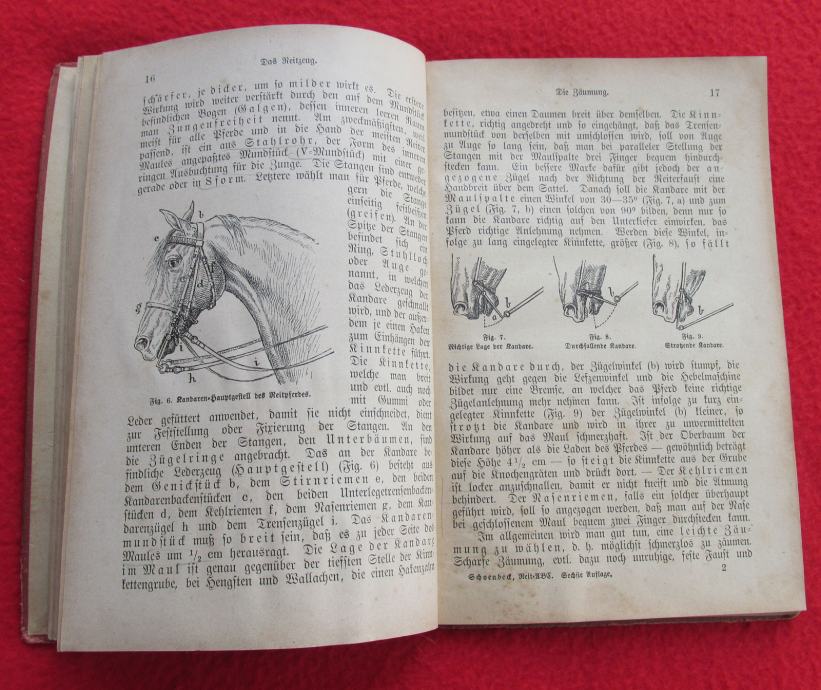 16
Das Reitzeug.
schärfer, je dicker, um so milder wirkt es. Die erstere
Wirkung wird weiter verstärkt durch den auf dem Mundstück
befindlichen Bogen (Galgen), dessen inneren leeren Raum
man Zungenfreiheit nennt. Am zweckmäßigsten, weil
meist für alle Pferde und in die Hand der meisten Reiter
passend, ist ein aus Stahlrohr, der Form des inneren
Maules angepaßtes Mundstück (V-Mundstück) mit einer ge-
ringen Ausbuchtung für die Zunge. Die Stangen sind entweder
gerade oder in S form. Letztere wählt man für Pferde, welche
gern die Stange
einseitig festbeißen
(greifen). An der
Spitze der Stangen
befindet sich ein
Ring, Stuhlloch
oder Auge ge-
nannt, in welchen
das Lederzeug der
Kandare geschnallt
wird, und der außer-
dem je einen Haken
zum Einhängen der
Kinnkette führt.
Die Kinnkette,
welche man breit
und evtl. auch noch
mit Gummi oder
b
e
f
d
g
i
h
Fig. 6. Kandaren-Hauptgestell des Reitpferdes.
Leder gefüttert anwendet, damit sie nicht einschneidet, dient
zur Feststellung oder Fixierung der Stangen. An den
unteren Enden der Stangen, den Unterbäumen, sind
die Zügelringe angebracht. Das an der Kandare be-
findliche Lederzeug (Hauptgestell) (Fig. 6) besteht aus
dem Genickstück b, dem Stirnriemen e, den beiden
Kandarenbackenstücken c, den beiden Unterlegetrensenbacken-
stücken d, dem Kehlriemen f, dem Nasenriemen g, dem Kan-
darenzügel h und dem Trensenzügel i. Das Kandaren-
mundstück muß so breit sein, daß es zu jeder Seite des
Maules um 1/2 cm herausragt. Die Lage der Kandare
im Maul ist genau gegenüber der tiefsten Stelle der Kinn-
kettengrube, bei Hengsten und Wallachen, die einen Hakenzahn
Die Zäumung.
17
besitzen, etwa einen Daumen breit über demselben. Die Kinn-
kette, richtig angedreht und so eingehängt, daß das Trensen-
mundstück von derselben mit umschlossen wird, soll von Auge
zu Auge so lang sein, daß man bei paralleler Stellung der
Stangen mit der Maulspalte drei Finger bequem hindurch-
stecken kann. Ein bessere Marke dafür gibt jedoch der an-
gezogene Zügel nach der Richtung der Reiterfaust eine
Handbreit über dem Sattel. Danach soll die Kandare mit der
Maulspalte einen Winkel von 30—35° (Fig. 7, a) und zum
Zügel (Fig. 7, b) einen solchen von 90° bilden, denn nur so
kann die Kandare richtig auf den Unterkiefer einwirken, das
Pferd richtige Anlehnung nehmen. Werden diese Winkel, in-
folge zu lang eingelegter Kinnkette, größer (Fig. 8), so fällt
b
a
Fig. 7.
Richtige Lage der Kandare.
b
Fig. 8.
Durchfallende Kandare.
b
Fig. 9.
Strotzende Kandare.
die Kandare durch, der Zügelwinkel (b) wird stumpf, die
Wirkung geht gegen die Lefzenwinkel und die Hebelmaschine
bildet nur eine Trense, an welcher das Pferd keine richtige
Zügelanlehnung mehr nehmen kann. Ist infolge zu kurz ein-
gelegter Kinnkette (Fig. 9) der Zügelwinkel (b) kleiner, so
strotzt die Kandare und wird in ihrer zu unvermittelten
Wirkung auf das Maul schmerzhaft. Ist der Oberbaum der
Kandare höher als die Laden des Pferdes — gewöhnlich beträgt
diese Höhe 4 1/2 cm — so steigt die Kinnkette aus der Grube
auf die Knochengräten und drückt dort. — Der Kehlriemen
ist locker anzuschnallen, damit er nicht kneift und die Atmung
behindert. Der Nasenriemen, falls ein solcher überhaupt
geführt wird, soll so angezogen werden, daß man auf der Nase
bei geschlossenem Maul bequem zwei Finger durchstecken kann.
Im allgemeinen wird man gut tun, eine leichte Zäu-
mung zu wählen, d. h. möglichst schmerzlos zu zäumen.
Scharfe Zäumung, evtl. dazu noch unruhige, feste Faust und
Schoenbeck, Reit-ABC. Sechste Auflage.
2